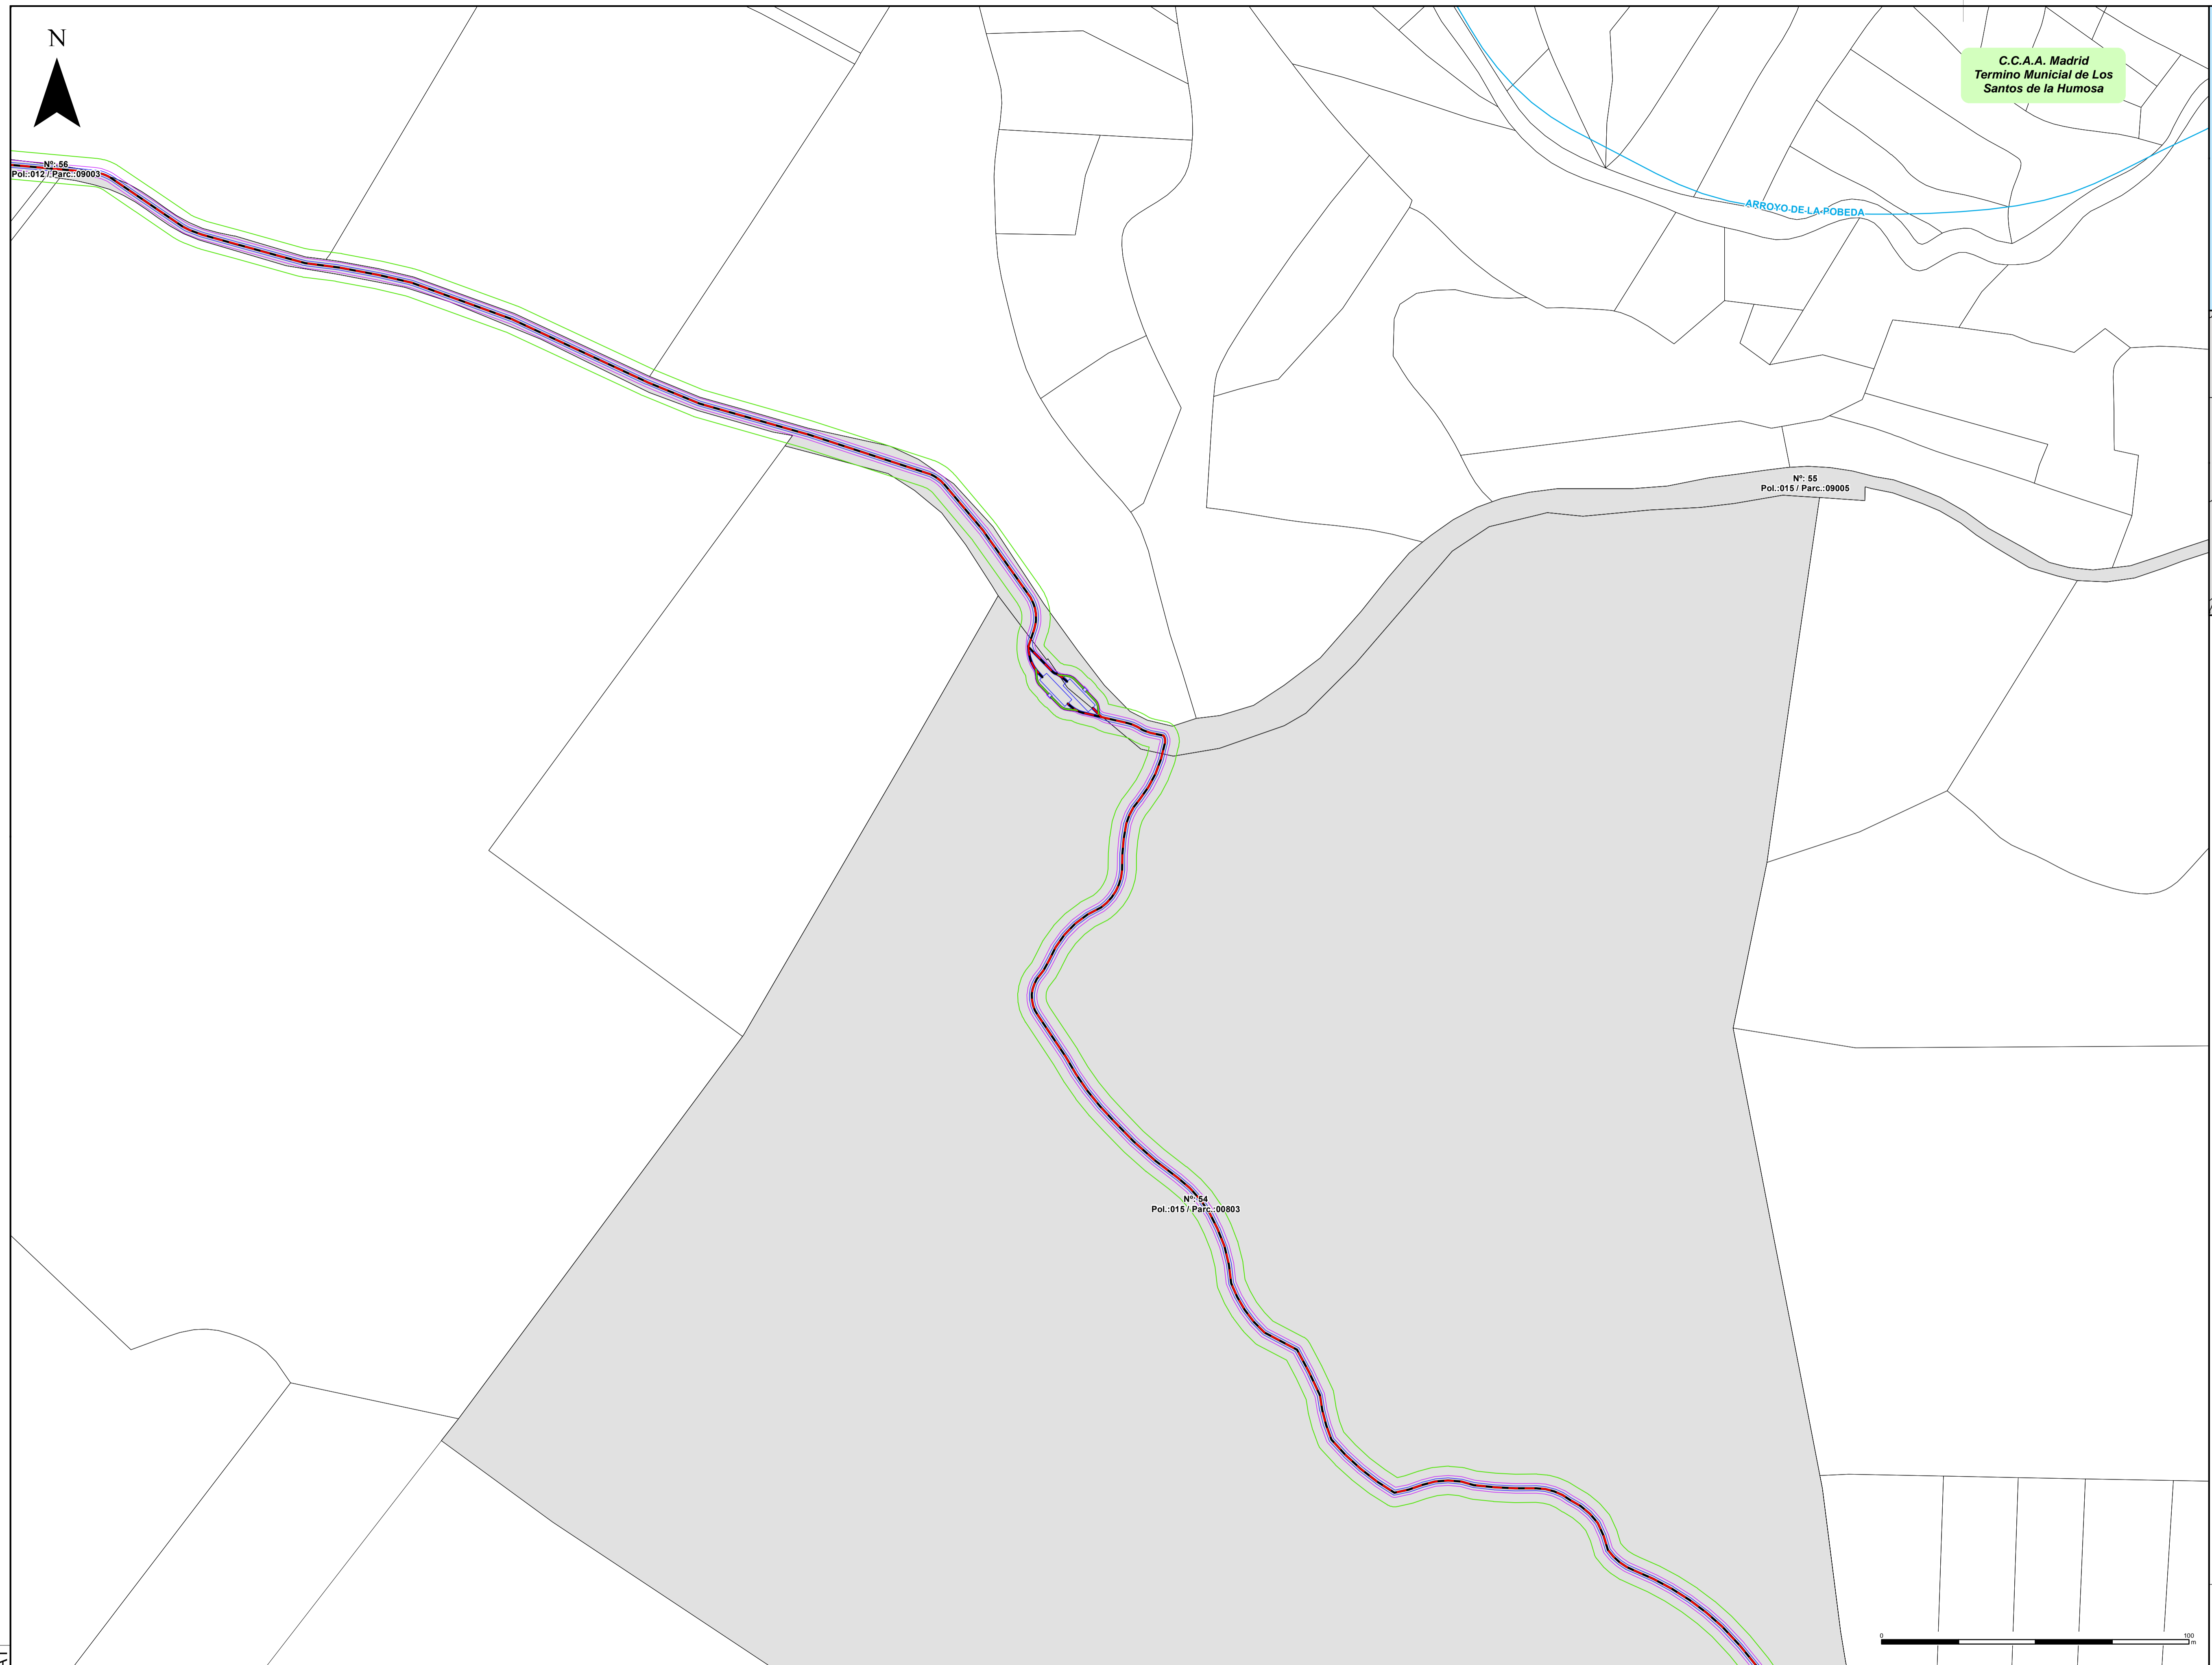 N
C.C.A.A. Madrid
Termino Municial de Los
Santos de la Humosa
Nº: 56
Pol.:012 / Parc.:09003
ARROYO-DE-LA-POBEDA
Nº: 55
Pol.:015 / Parc.:09005
Nº: 54
Pol.:015 / Parc.:00803
0
100
m